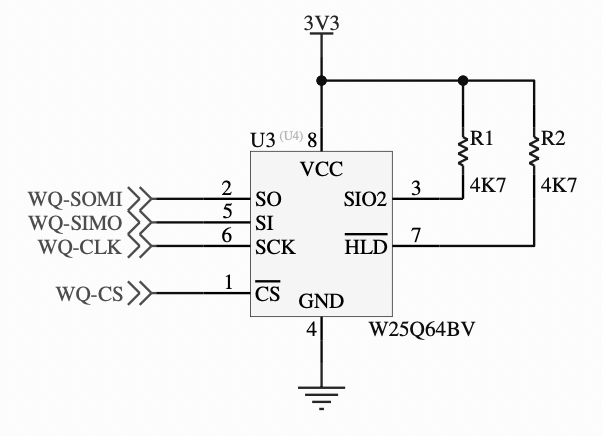 3V3
U3 (U4) 8
VCC
R1 R2
WQ-SOMI 2 SO SIO2 3 4K7 4K7
WQ-SIMO 5 SI
WQ-CLK 6 SCK HLD 7
WQ-CS 1 CS
GND
4 W25Q64BV